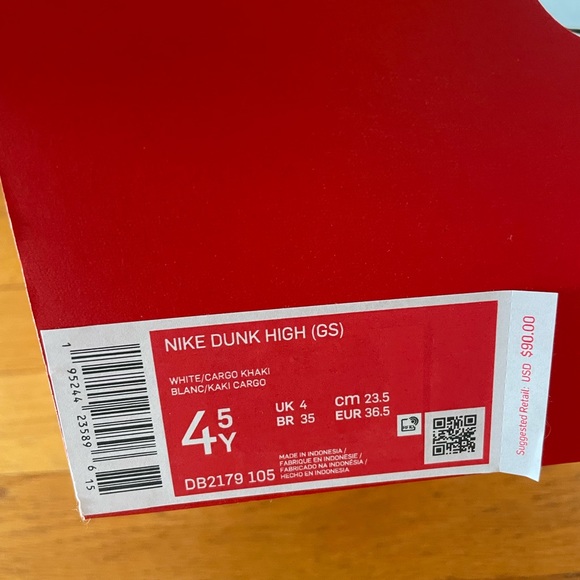 NIKE DUNK HIGH (GS)
WHITE/CARGO KHAKI
BLANC/KAKI CARGO
4 5Y
UK 4
BR 35
cm 23.5
EUR 36.5
DB2179 105
MADE IN INDONESIA /
FABRIQUE EN INDONÉSIE /
FABRICADO NA INDONÉSIA /
HECHO EN INDONESIA
1 95244 23589 6 15
Suggested Retail: USD $90.00